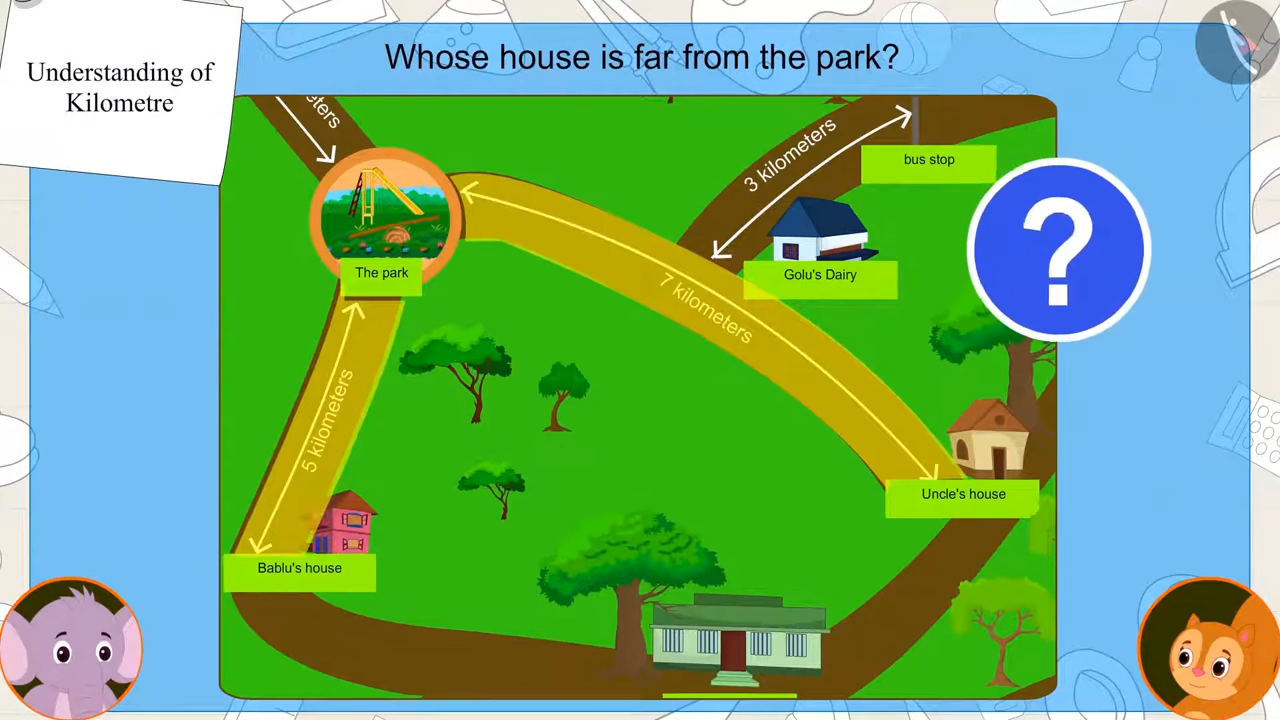 Understanding of
Kilometre
Whose house is far from the park?
3 kilometers
bus stop
The park
Golu's Dairy
7 kilometers
5 kilometers
Uncle's house
Bablu's house
?